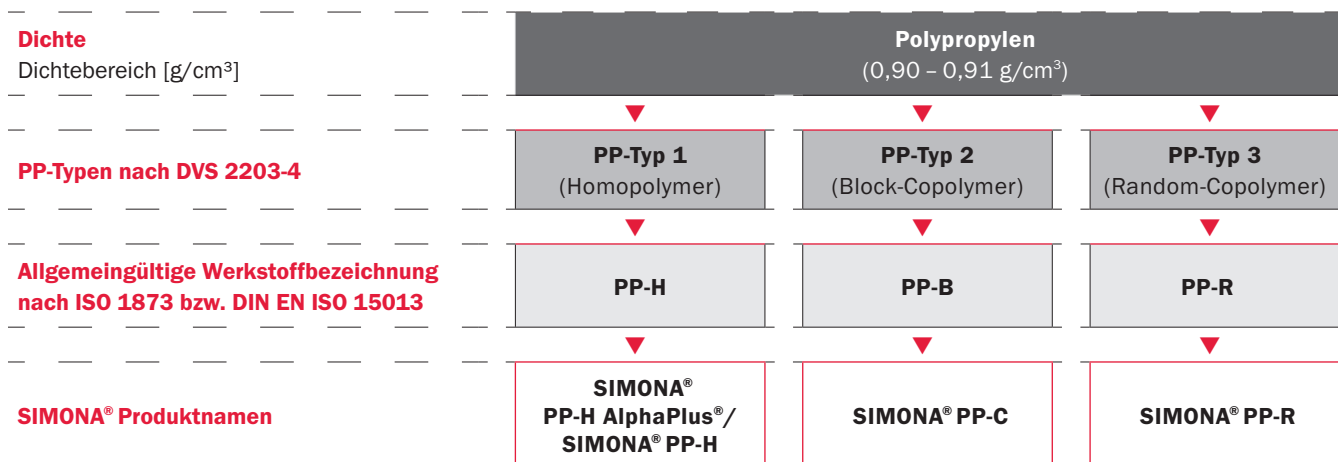 Dichte
Dichtebereich [g/cm³]
Polypropylen
(0,90 – 0,91 g/cm³)
PP-Typen nach DVS 2203-4
PP-Typ 1
(Homopolymer)
PP-Typ 2
(Block-Copolymer)
PP-Typ 3
(Random-Copolymer)
Allgemeingültige Werkstoffbezeichnung
nach ISO 1873 bzw. DIN EN ISO 15013
PP-H
PP-B
PP-R
SIMONA® Produktnamen
SIMONA®
PP-H AlphaPlus®/
SIMONA® PP-H
SIMONA® PP-C
SIMONA® PP-R